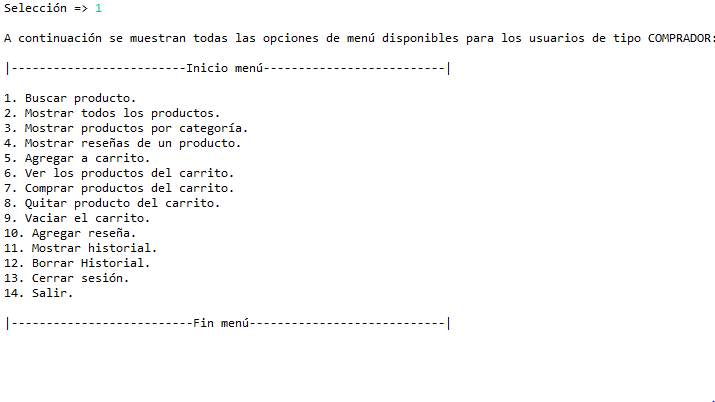 Selección => 1
A continuación se muestran todas las opciones de menú disponibles para los usuarios de tipo COMPRADOR:
|-------------------------Inicio menú--------------------------|
1. Buscar producto.
2. Mostrar todos los productos.
3. Mostrar productos por categoría.
4. Mostrar reseñas de un producto.
5. Agregar a carrito.
6. Ver los productos del carrito.
7. Comprar productos del carrito.
8. Quitar producto del carrito.
9. Vaciar el carrito.
10. Agregar reseña.
11. Mostrar historial.
12. Borrar Historial.
13. Cerrar sesión.
14. Salir.
|--------------------------Fin menú----------------------------|